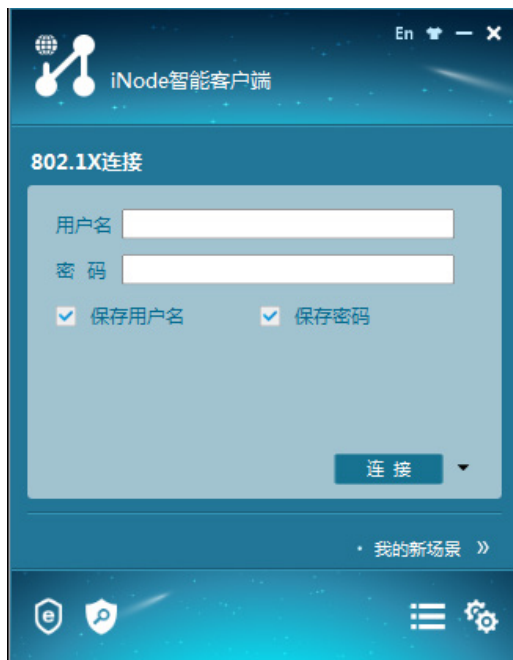 En
iNode智能客户端
802.1X连接
用户名
密 码
保存用户名 保存密码
连 接
· 我的新场景 »
e